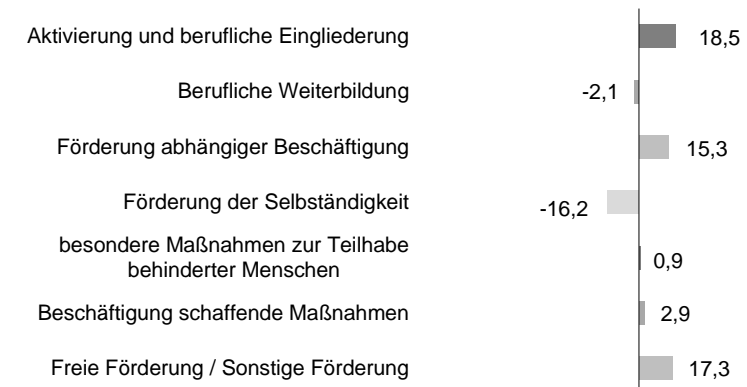 Aktivierung und berufliche Eingliederung 18,5
Berufliche Weiterbildung -2,1
Förderung abhängiger Beschäftigung 15,3
Förderung der Selbständigkeit -16,2
besondere Maßnahmen zur Teilhabe
behinderter Menschen 0,9
Beschäftigung schaffende Maßnahmen 2,9
Freie Förderung / Sonstige Förderung 17,3